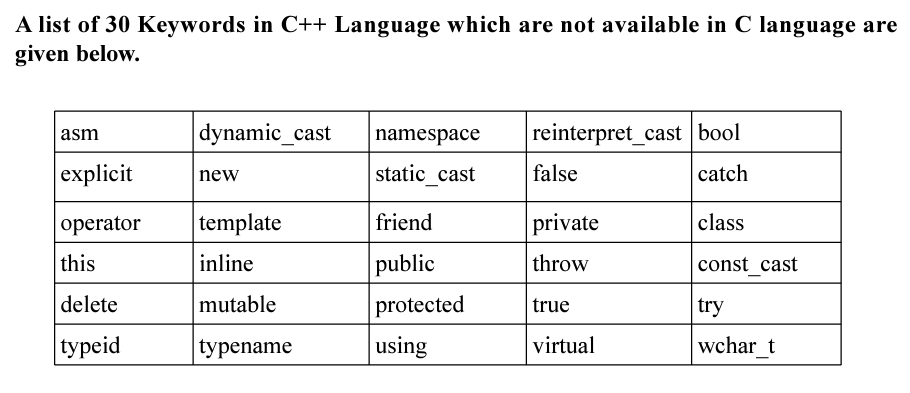 A list of 30 Keywords in C++ Language which are not available in C language are
given below.
asm dynamic_cast namespace reinterpret_cast bool
explicit new static_cast false catch
operator template friend private class
this inline public throw const_cast
delete mutable protected true try
typeid typename using virtual wchar_t